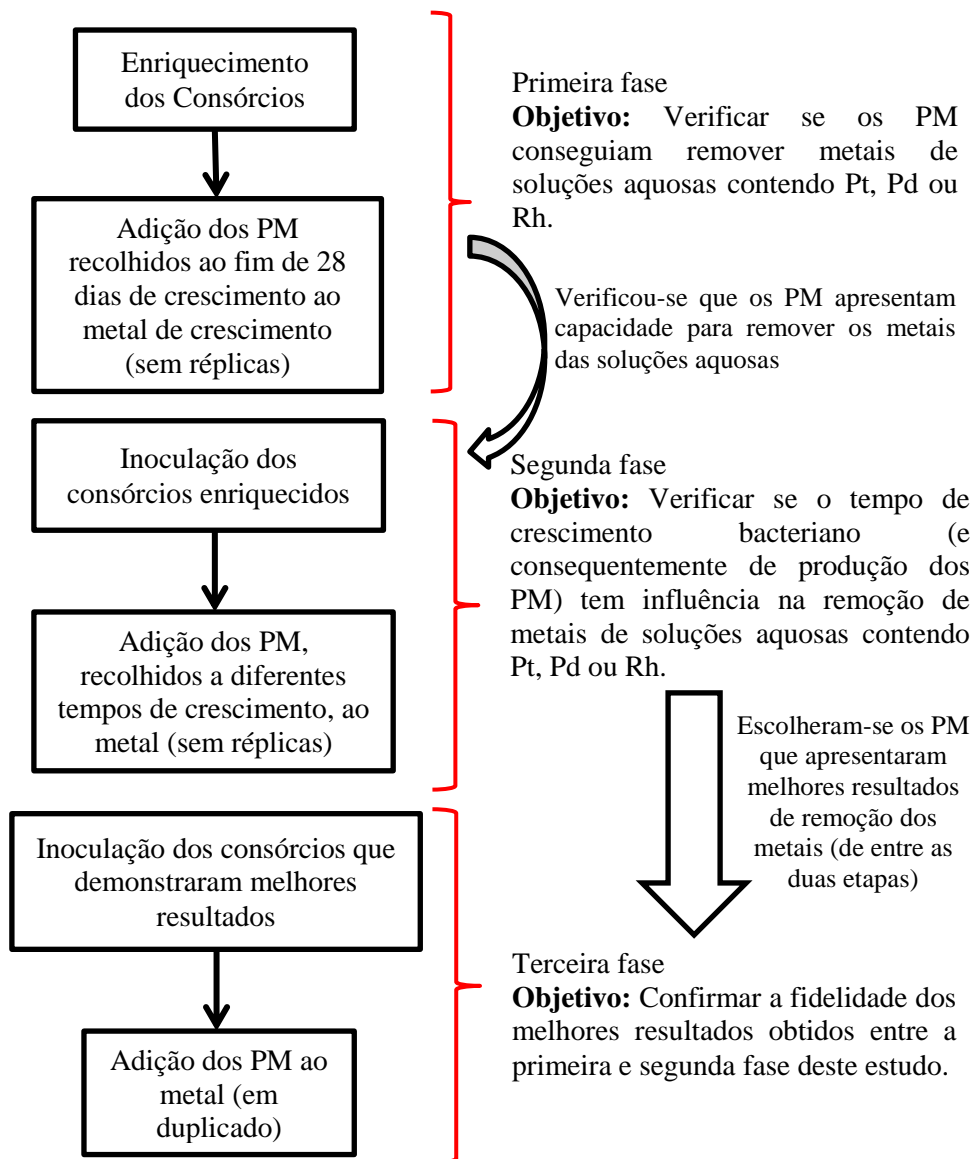 Enriquecimento
dos Consórcios
Adição dos PM
recolhidos ao fim de 28
dias de crescimento ao
metal de crescimento
(sem réplicas)
Primeira fase
Objetivo: Verificar se os PM
conseguiam remover metais de
soluções aquosas contendo Pt, Pd ou
Rh.
Verificou-se que os PM apresentam
capacidade para remover os metais
das soluções aquosas
Inoculação dos
consórcios enriquecidos
Adição dos PM,
recolhidos a diferentes
tempos de crescimento, ao
metal (sem réplicas)
Segunda fase
Objetivo: Verificar se o tempo de
crescimento bacteriano (e
consequentemente de produção dos
PM) tem influência na remoção de
metais de soluções aquosas contendo
Pt, Pd ou Rh.
Escolheram-se os PM
que apresentaram
melhores resultados
de remoção dos
metais (de entre as
duas etapas)
Inoculação dos consórcios que
demonstraram melhores
resultados
Adição dos PM ao
metal (em
duplicado)
Terceira fase
Objetivo: Confirmar a fidelidade dos
melhores resultados obtidos entre a
primeira e segunda fase deste estudo.